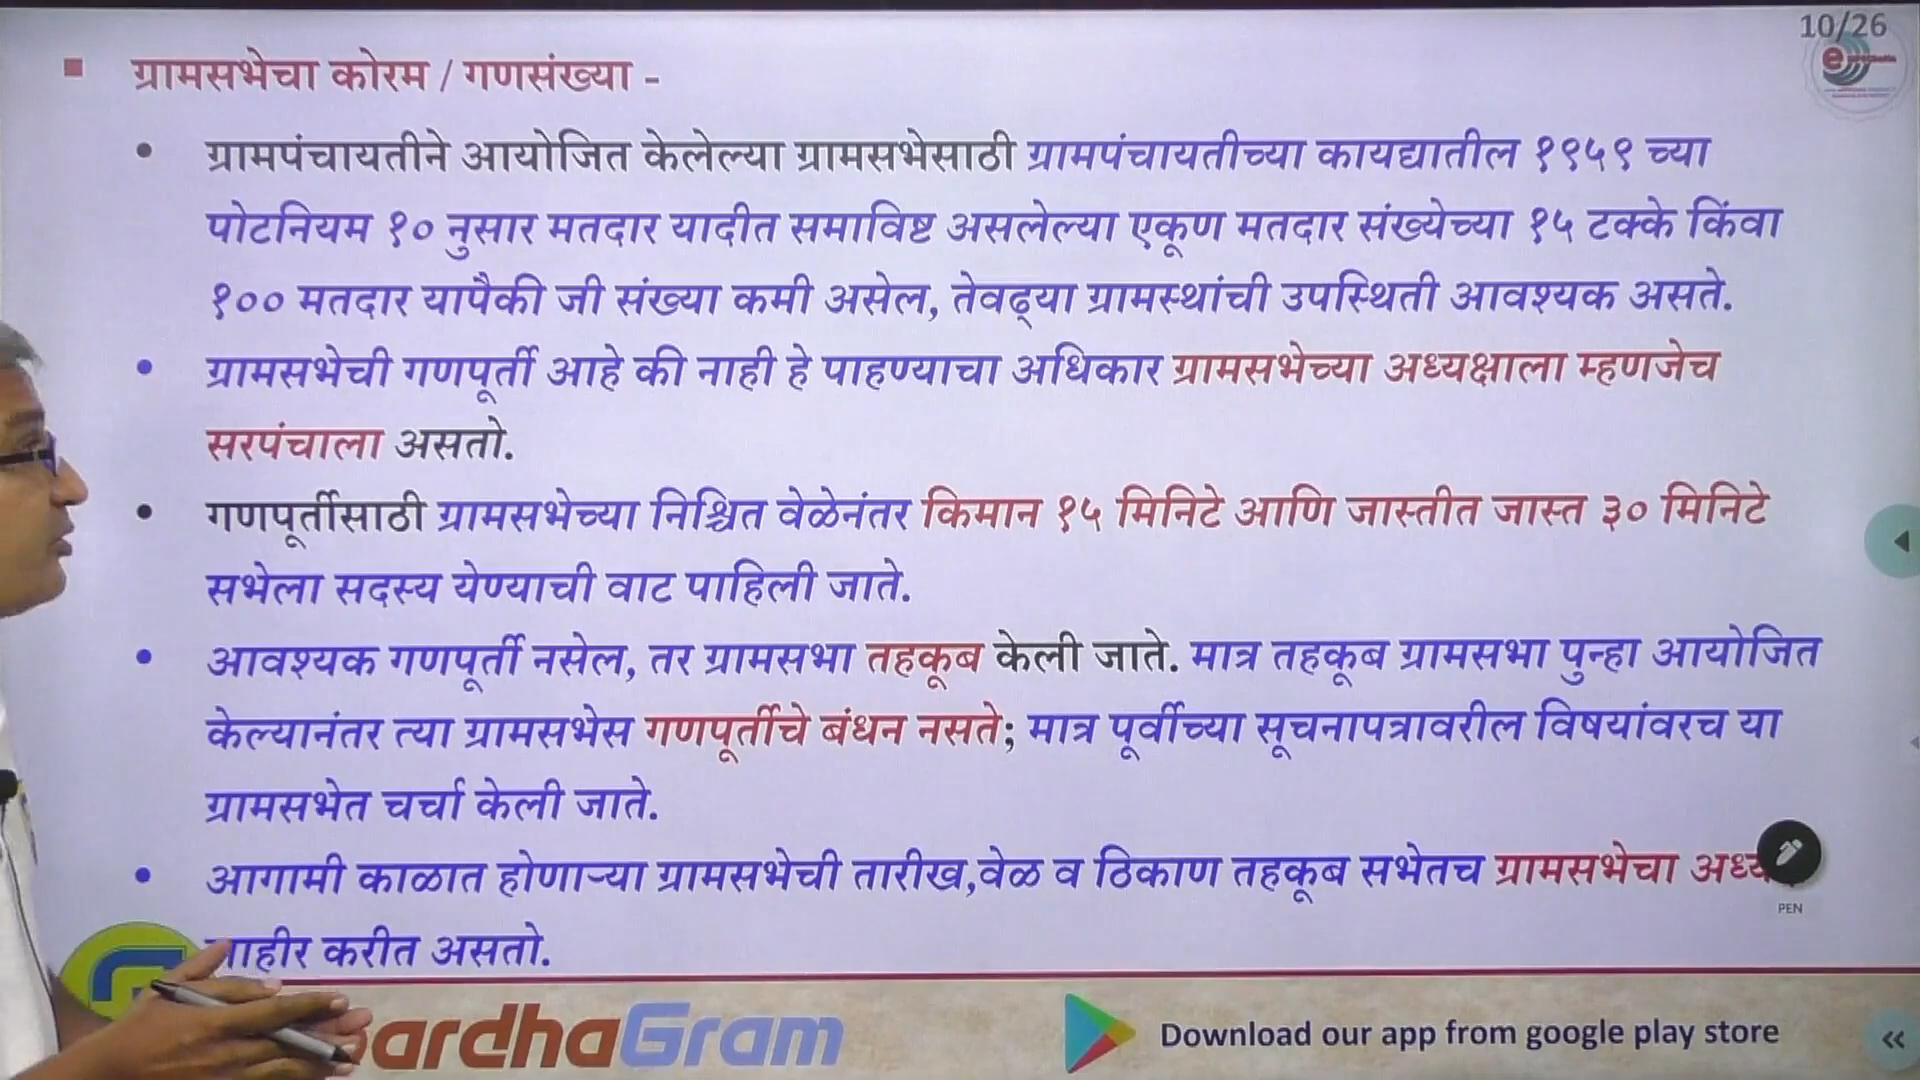 10/26
ग्रामसभेचा कोरम / गणसंख्या -
ग्रामपंचायतीने आयोजित केलेल्या ग्रामसभेसाठी ग्रामपंचायतीच्या कायद्यातील १९५९ च्या
पोटनियम १० नुसार मतदार यादीत समाविष्ट असलेल्या एकूण मतदार संख्येच्या १५ टक्के किंवा
१०० मतदार यापैकी जी संख्या कमी असेल, तेवढ्या ग्रामस्थांची उपस्थिती आवश्यक असते.
ग्रामसभेची गणपूर्ती आहे की नाही हे पाहण्याचा अधिकार ग्रामसभेच्या अध्यक्षाला म्हणजेच
सरपंचाला असतो.
गणपूर्तीसाठी ग्रामसभेच्या निश्चित वेळेनंतर किमान १५ मिनिटे आणि जास्तीत जास्त ३० मिनिटे
सभेला सदस्य येण्याची वाट पाहिली जाते.
आवश्यक गणपूर्ती नसेल, तर ग्रामसभा तहकूब केली जाते. मात्र तहकूब ग्रामसभा पुन्हा आयोजित
केल्यानंतर त्या ग्रामसभेस गणपूर्तीचे बंधन नसते; मात्र पूर्वीच्या सूचनापत्रावरील विषयांवरच या
ग्रामसभेत चर्चा केली जाते.
आगामी काळात होणाऱ्या ग्रामसभेची तारीख,वेळ व ठिकाण तहकूब सभेतच ग्रामसभेचा
PEN
करीत असतो.
ardhaGram
Download our app from google play store